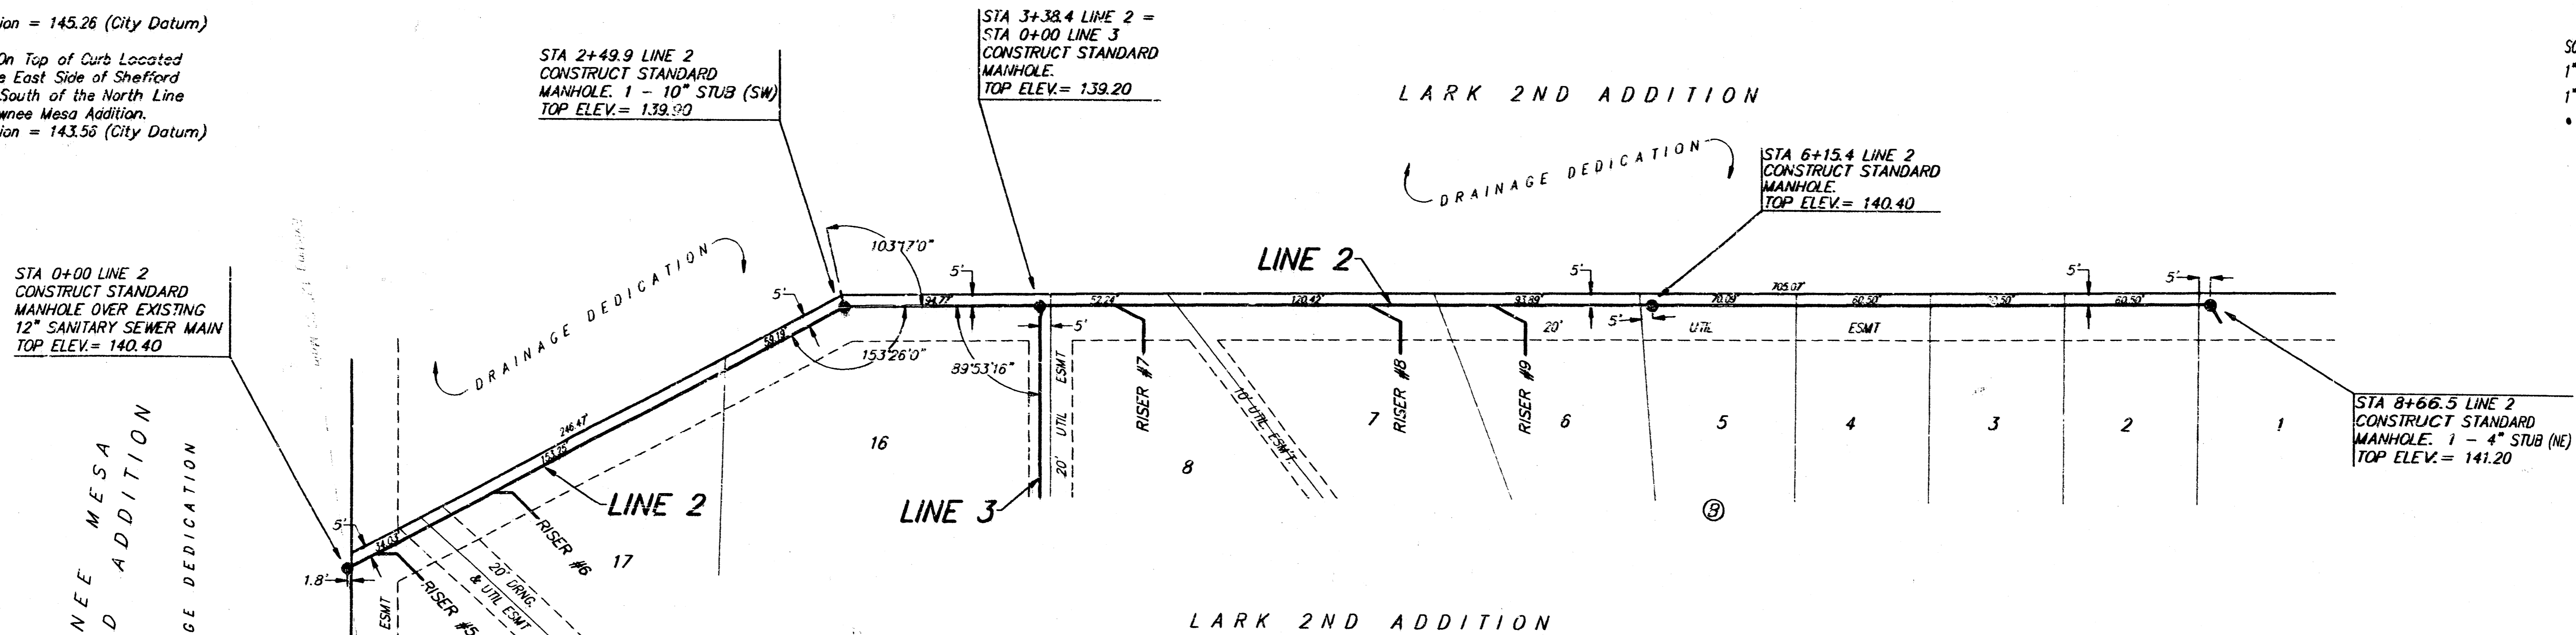 ion = 145.26 (City Datum)
On Top of Curb Located
e East Side of Shefford
South of the North Line
wnee Mesa Addition.
ion = 143.56 (City Datum)
STA 2+49.9 LINE 2
CONSTRUCT STANDARD
MANHOLE. 1 - 10" STUB (SW)
TOP ELEV.= 139.90
STA 3+38.4 LINE 2 =
STA 0+00 LINE 3
CONSTRUCT STANDARD
MANHOLE.
TOP ELEV.= 139.20
LARK 2ND ADDITION
DRAINAGE DEDICATION
STA 6+15.4 LINE 2
CONSTRUCT STANDARD
MANHOLE.
TOP ELEV.= 140.40
1"
1"
STA 0+00 LINE 2
CONSTRUCT STANDARD
MANHOLE OVER EXISTING
12" SANITARY SEWER MAIN
TOP ELEV.= 140.40
DRAINAGE DEDICATION
103°17'0"
153°26'0"
89°53'16"
5'
5'
94.77'
59.19'
246.47'
153.25'
34.03'
5'
1.8'
LINE 2
LINE 2
5'
52.24'
120.42'
93.89'
5'
5'
70.09'
705.07'
60.50'
60.50'
5'
5'
20' UTIL ESMT
20' UTIL ESMT
5'
RISER #7
RISER #8
RISER #9
10' UTIL ESM'T.
16
17
8
7
6
5
4
3
2
1
LINE 3
RISER #6
RISER #5
20' DRNG.
& UTIL ESMT
ESMT
STA 8+66.5 LINE 2
CONSTRUCT STANDARD
MANHOLE. 1 - 4" STUB (NE)
TOP ELEV.= 141.20
NEE MESA
D ADDITION
GE DEDICATION
LARK 2ND ADDITION